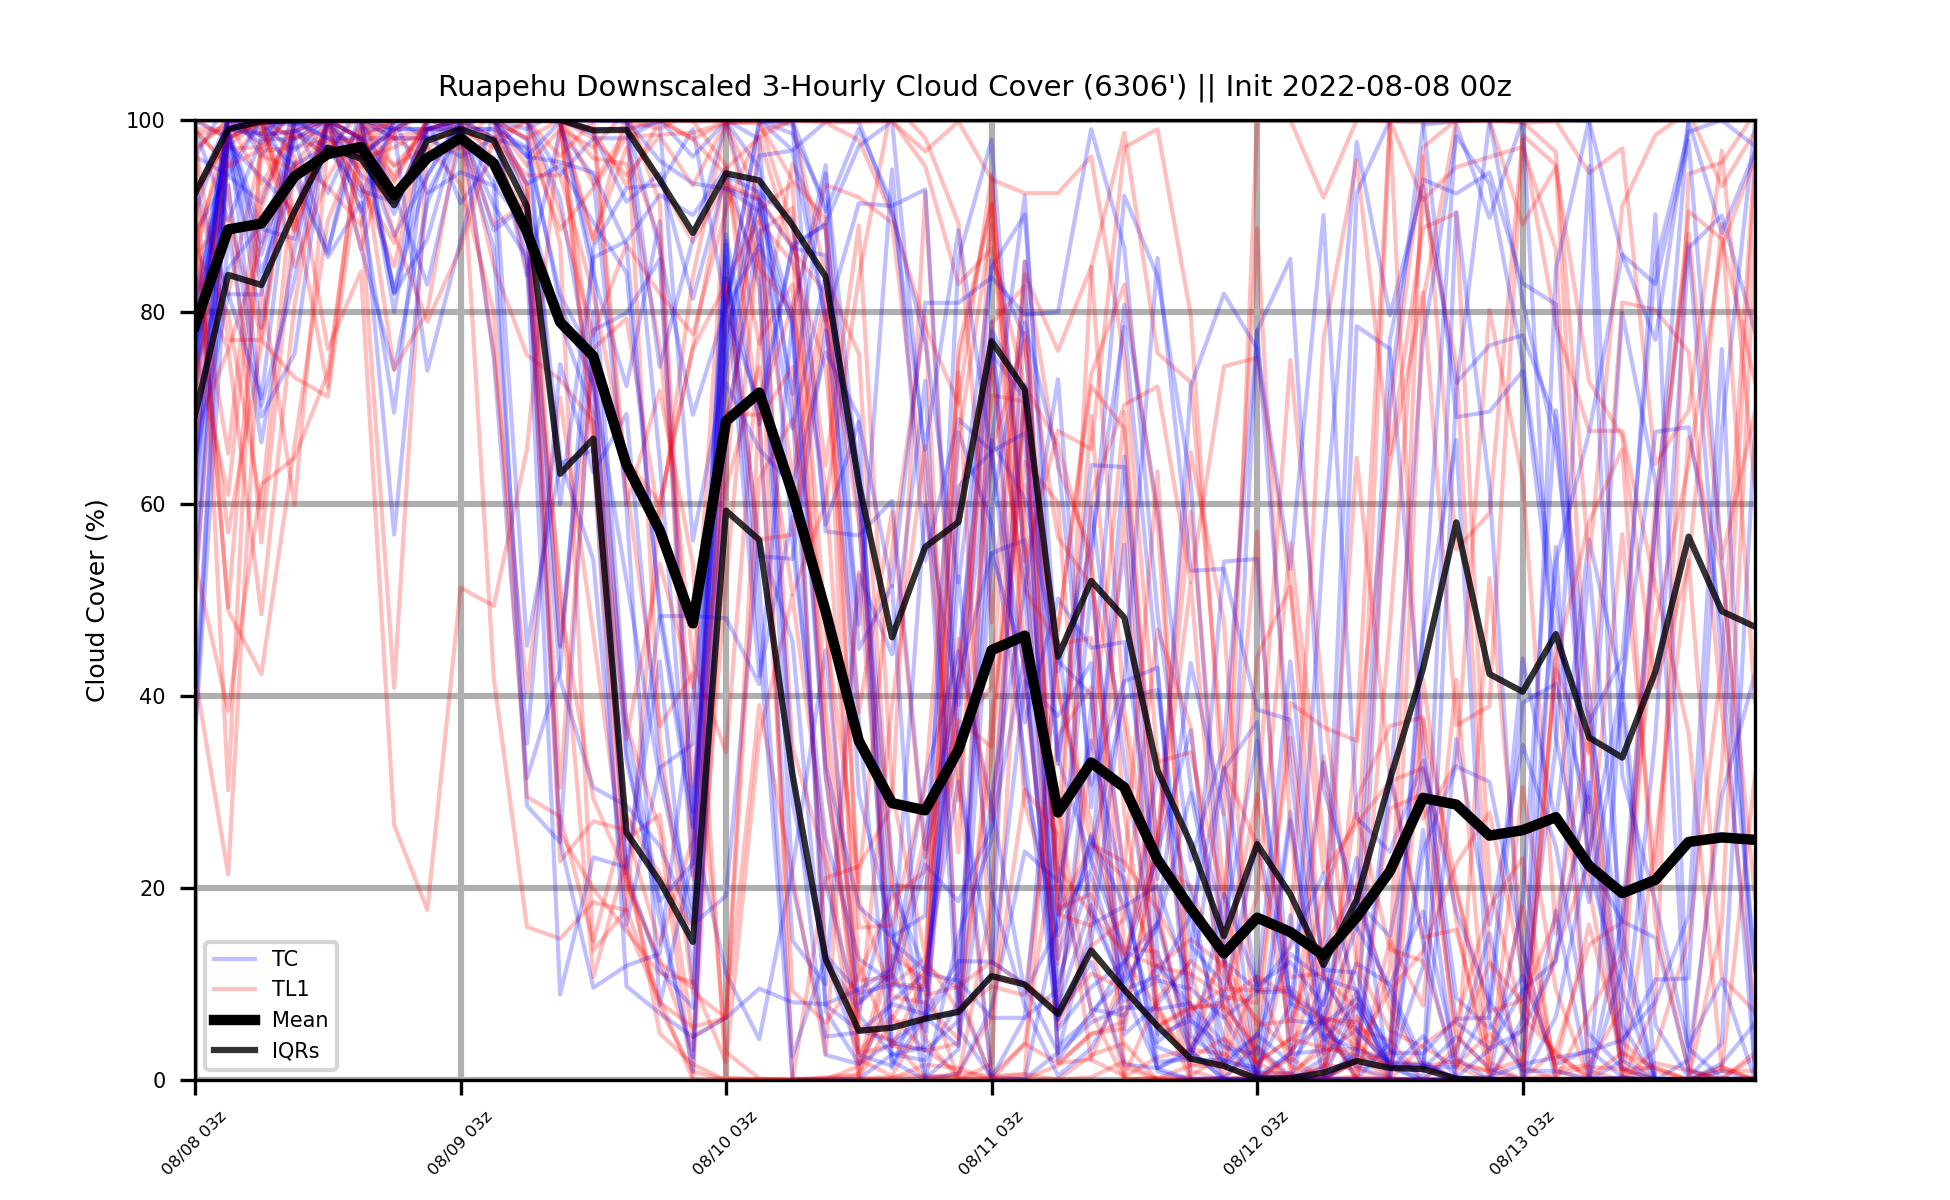 Ruapehu Downscaled 3-Hourly Cloud Cover (6306') || Init 2022-08-08 00z
Cloud Cover (%)
100
80
60
40
20
0
TC
TL1
Mean
IQRs
08/08 03z
08/09 03z
08/10 03z
08/11 03z
08/12 03z
08/13 03z